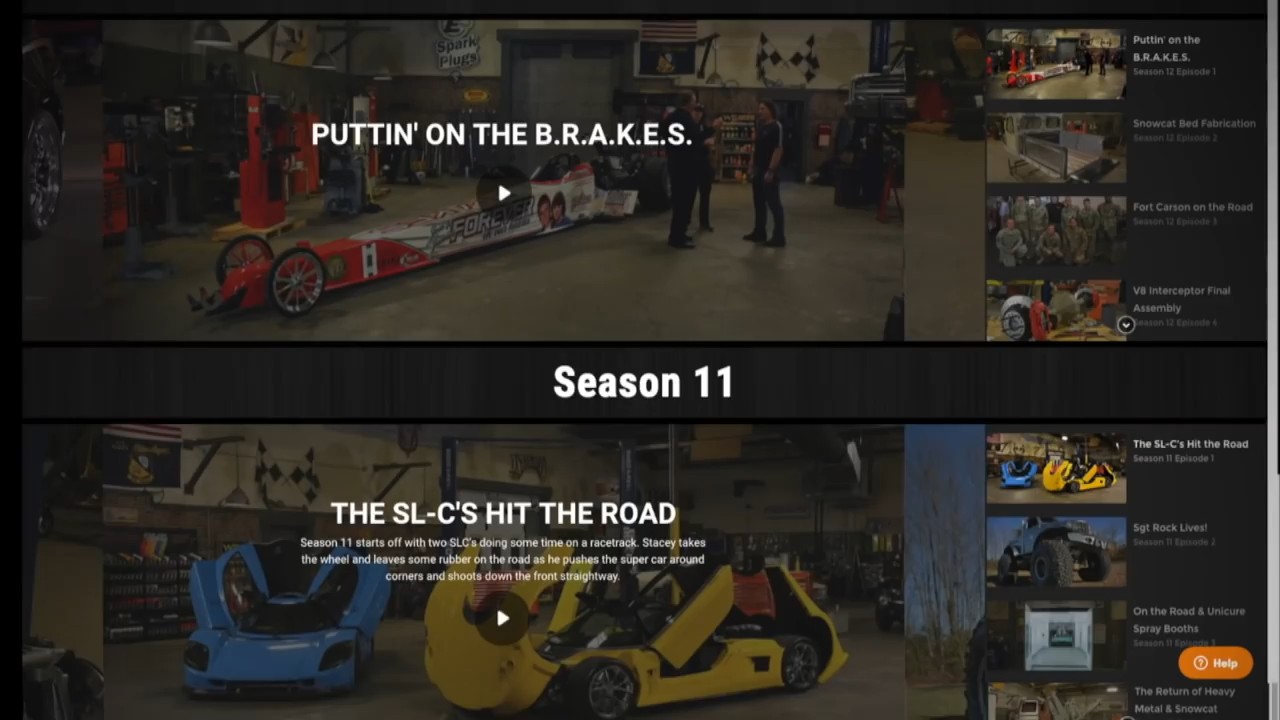 Spark
Plugs
PUTTIN' ON THE B.R.A.K.E.S.
FOREVER
Puttin' on the
B.R.A.K.E.S.
Season 12 Episode 1
Snowcat Bed Fabrication
Season 12 Episode 2
Fort Carson on the Road
Season 12 Episode 3
V8 Interceptor Final
Assembly
Season 12 Episode 4
Season 11
THE SL-C'S HIT THE ROAD
Season 11 starts off with two SLC's doing some time on a racetrack. Stacey takes
the wheel and leaves some rubber on the road as he pushes the super car around
corners and shoots down the front straightway.
The SL-C's Hit the Road
Season 11 Episode 1
Sgt Rock Lives!
Season 11 Episode 2
On the Road & Unicure
Spray Booths
Season 11 Episode 3
Help
The Return of Heavy
Metal & Snowcat